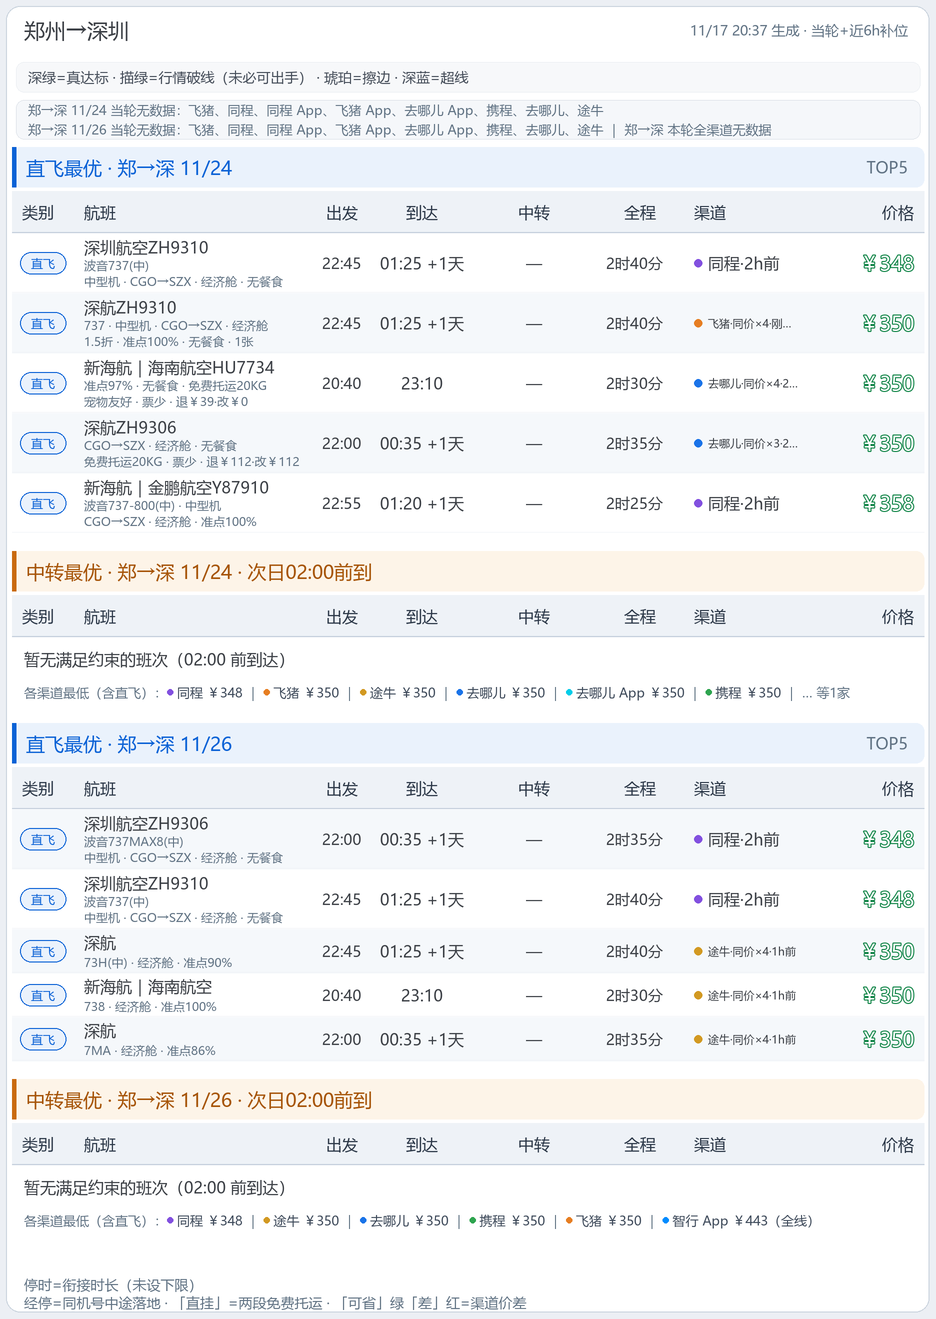 郑州→深圳
11/17 20:37 生成 · 当轮+近6h补位
深绿=真达标 · 描绿=行情破线（未必可出手） · 琥珀=擦边 · 深蓝=超线
郑→深 11/24 当轮无数据：飞猪、同程、同程 App、飞猪 App、去哪儿 App、携程、去哪儿、途牛
郑→深 11/26 当轮无数据：飞猪、同程、同程 App、飞猪 App、去哪儿 App、携程、去哪儿、途牛 | 郑→深 本轮全渠道无数据
直飞最优 · 郑→深 11/24 TOP5
类别 航班 出发 到达 中转 全程 渠道 价格
深圳航空ZH9310
直飞 波音737(中) 22:45 01:25 +1天 — 2时40分 同程·2h前 ¥348
中型机 · CGO→SZX · 经济舱 · 无餐食
深航ZH9310
直飞 737 · 中型机 · CGO→SZX · 经济舱 22:45 01:25 +1天 — 2时40分 飞猪·同价×4·刚... ¥350
1.5折 · 准点100% · 无餐食 · 1张
新海航 | 海南航空HU7734
直飞 准点97% · 无餐食 · 免费托运20KG 20:40 23:10 — 2时30分 去哪儿·同价×4·2... ¥350
宠物友好 · 票少 · 退¥39·改¥0
深航ZH9306
直飞 CGO→SZX · 经济舱 · 无餐食 22:00 00:35 +1天 — 2时35分 去哪儿·同价×3·2... ¥350
免费托运20KG · 票少 · 退¥112·改¥112
新海航 | 金鹏航空Y87910
直飞 波音737-800(中) · 中型机 22:55 01:20 +1天 — 2时25分 同程·2h前 ¥358
CGO→SZX · 经济舱 · 准点100%
中转最优 · 郑→深 11/24 · 次日02:00前到
类别 航班 出发 到达 中转 全程 渠道 价格
暂无满足约束的班次（02:00 前到达）
各渠道最低（含直飞）: 同程 ¥348 | 飞猪 ¥350 | 途牛 ¥350 | 去哪儿 ¥350 | 去哪儿 App ¥350 | 携程 ¥350 | ... 等1家
直飞最优 · 郑→深 11/26 TOP5
类别 航班 出发 到达 中转 全程 渠道 价格
深圳航空ZH9306
直飞 波音737MAX8(中) 22:00 00:35 +1天 — 2时35分 同程·2h前 ¥348
中型机 · CGO→SZX · 经济舱 · 无餐食
深圳航空ZH9310
直飞 波音737(中) 22:45 01:25 +1天 — 2时40分 同程·2h前 ¥348
中型机 · CGO→SZX · 经济舱 · 无餐食
深航
直飞 73H(中) · 经济舱 · 准点90% 22:45 01:25 +1天 — 2时40分 途牛·同价×4·1h前 ¥350
新海航 | 海南航空
直飞 738 · 经济舱 · 准点100% 20:40 23:10 — 2时30分 途牛·同价×4·1h前 ¥350
深航
直飞 7MA · 经济舱 · 准点86% 22:00 00:35 +1天 — 2时35分 途牛·同价×4·1h前 ¥350
中转最优 · 郑→深 11/26 · 次日02:00前到
类别 航班 出发 到达 中转 全程 渠道 价格
暂无满足约束的班次（02:00 前到达）
各渠道最低（含直飞）: 同程 ¥348 | 途牛 ¥350 | 去哪儿 ¥350 | 携程 ¥350 | 飞猪 ¥350 | 智行 App ¥443（全线）
停时=衔接时长（未设下限）
经停=同机号中途落地 · 「直挂」=两段免费托运 · 「可省」绿「差」红=渠道价差